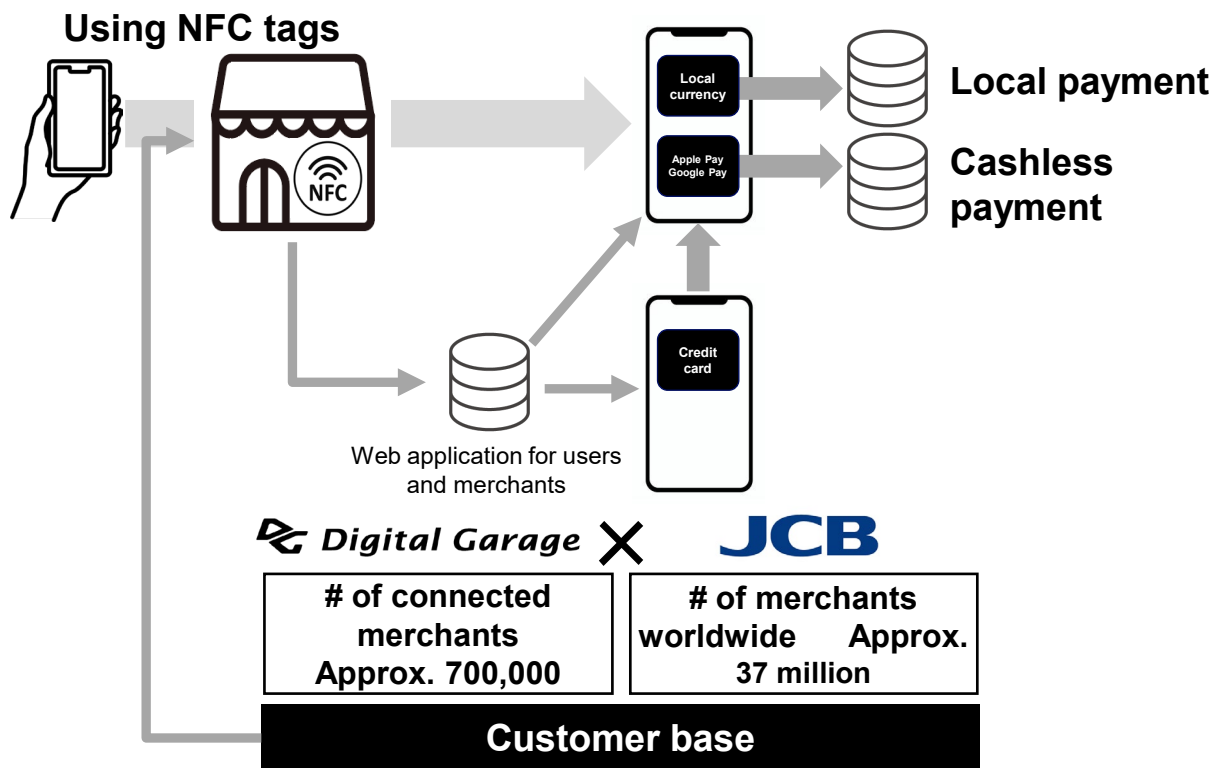 Using NFC tags
NFC
Local
currency
Apple Pay
Google Pay
Local payment
Cashless
payment
Credit
card
Web application for users
and merchants
DG Digital Garage
JCB
# of connected
merchants
Approx. 700,000
# of merchants
worldwide Approx.
37 million
Customer base